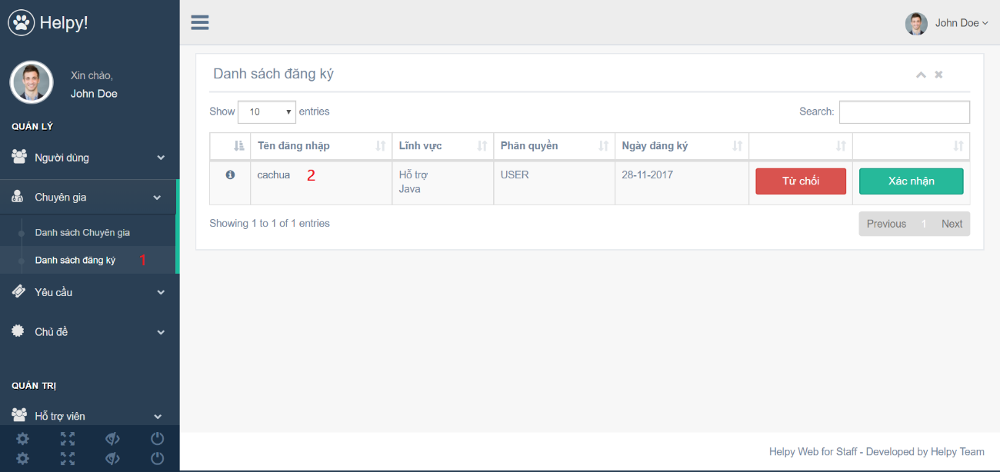 Helpy!
John Doe
Xin chào,
John Doe
QUẢN LÝ
Người dùng
Chuyên gia
Danh sách Chuyên gia
Danh sách đăng ký 1
Yêu cầu
Chủ đề
QUẢN TRỊ
Hỗ trợ viên
Danh sách đăng ký
Show 10 entries
Search:
Tên đăng nhập Lĩnh vực Phân quyền Ngày đăng ký
cachua 2 Hỗ trợ USER 28-11-2017 Từ chối Xác nhận
Java
Showing 1 to 1 of 1 entries
Previous 1 Next
Helpy Web for Staff - Developed by Helpy Team